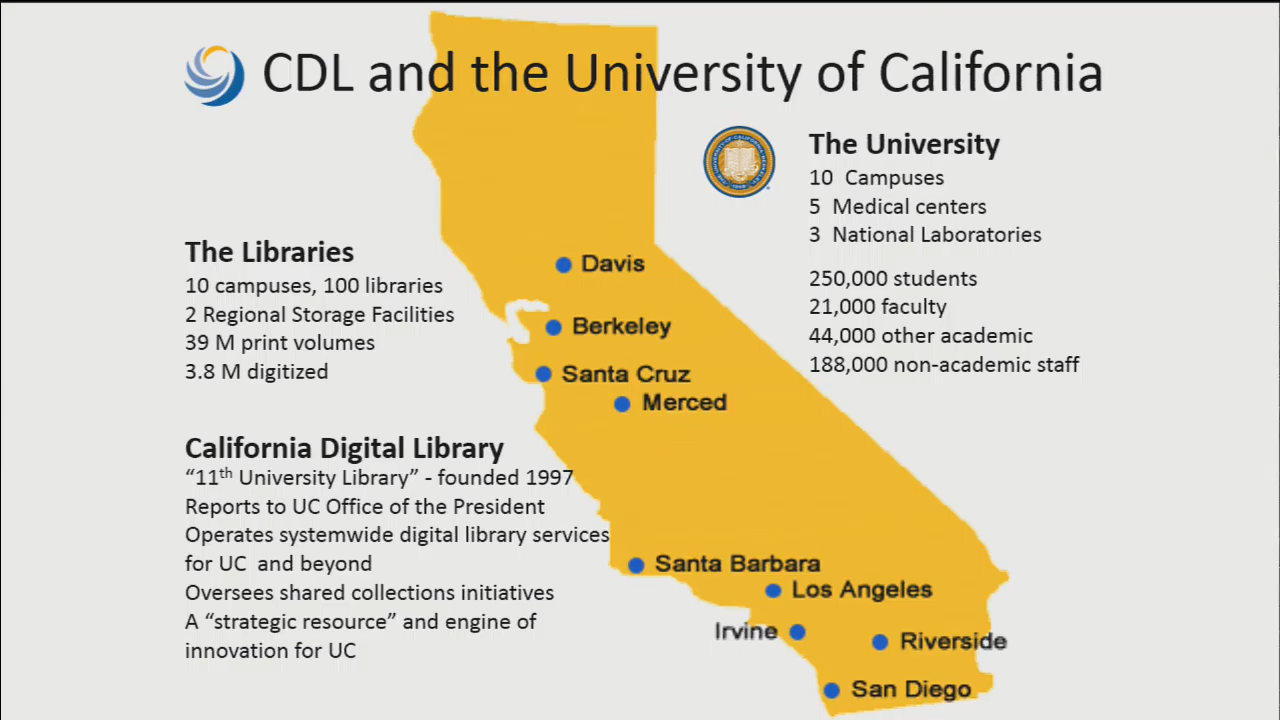 CDL and the University of California
The University
10 Campuses
5 Medical centers
3 National Laboratories
250,000 students
21,000 faculty
44,000 other academic
188,000 non-academic staff
The Libraries
10 campuses, 100 libraries
2 Regional Storage Facilities
39 M print volumes
3.8 M digitized
California Digital Library
“11th University Library” - founded 1997
Reports to UC Office of the President
Operates systemwide digital library services
for UC and beyond
Oversees shared collections initiatives
A “strategic resource” and engine of
innovation for UC
Davis
Berkeley
Santa Cruz
Merced
Santa Barbara
Los Angeles
Irvine
Riverside
San Diego